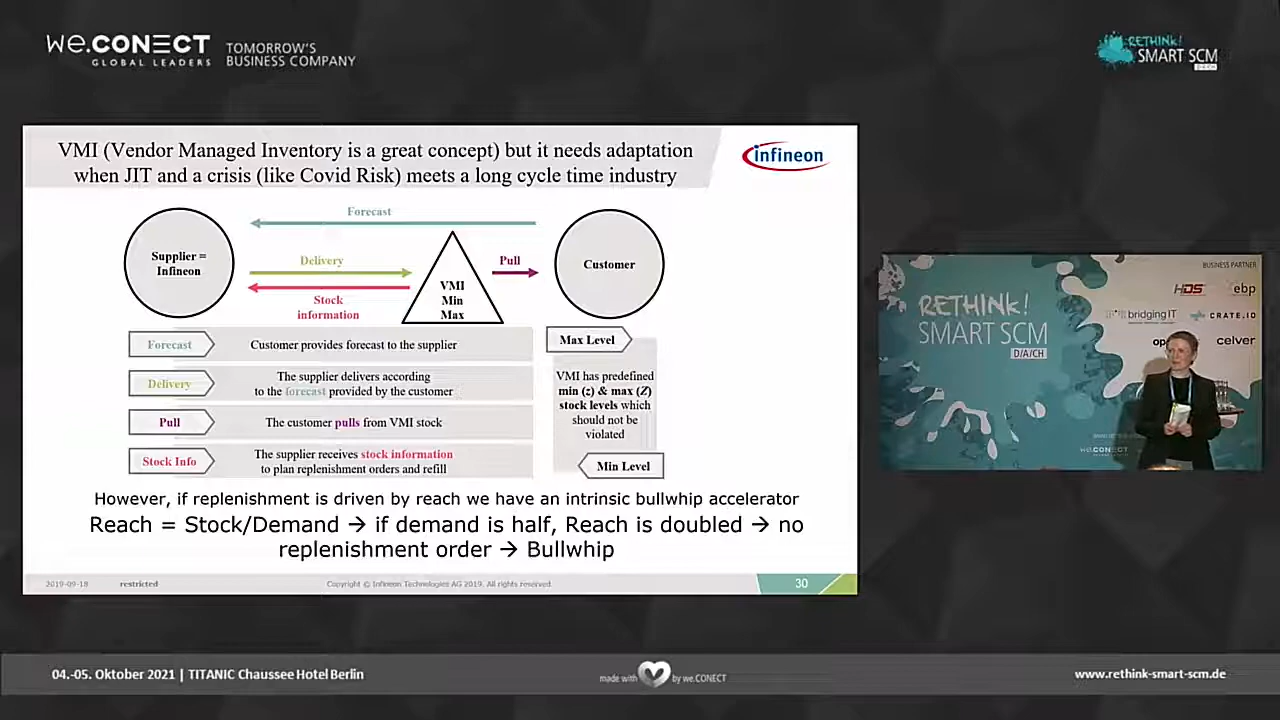 we.CONECT
GLOBAL LEADERS
TOMORROW'S
BUSINESS COMPANY
RETHINK!
SMART SCM
D/A/CH
VMI (Vendor Managed Inventory is a great concept) but it needs adaptation
when JIT and a crisis (like Covid Risk) meets a long cycle time industry
infineon
Forecast
Supplier =
Infineon
Delivery
Stock
information
VMI
Min
Max
Pull
Customer
Forecast
Customer provides forecast to the supplier
Delivery
The supplier delivers according
to the forecast provided by the customer
Pull
The customer pulls from VMI stock
Stock Info
The supplier receives stock information
to plan replenishment orders and refill
Max Level
VMI has predefined
min (z) & max (Z)
stock levels which
should not be
violated
Min Level
However, if replenishment is driven by reach we have an intrinsic bullwhip accelerator
Reach = Stock/Demand → if demand is half, Reach is doubled → no
replenishment order → Bullwhip
2019-09-18
restricted
Copyright © Infineon Technologies AG 2019. All rights reserved.
30
RETHINK!
SMART SCM
D/A/CH
BUSINESS PARTNER
HDS
ebp
bridgingIT
CRATE.IO
celver
we.CONECT
04.-05. Oktober 2021 | TITANIC Chaussee Hotel Berlin
made with
by we.CONECT
www.rethink-smart-scm.de